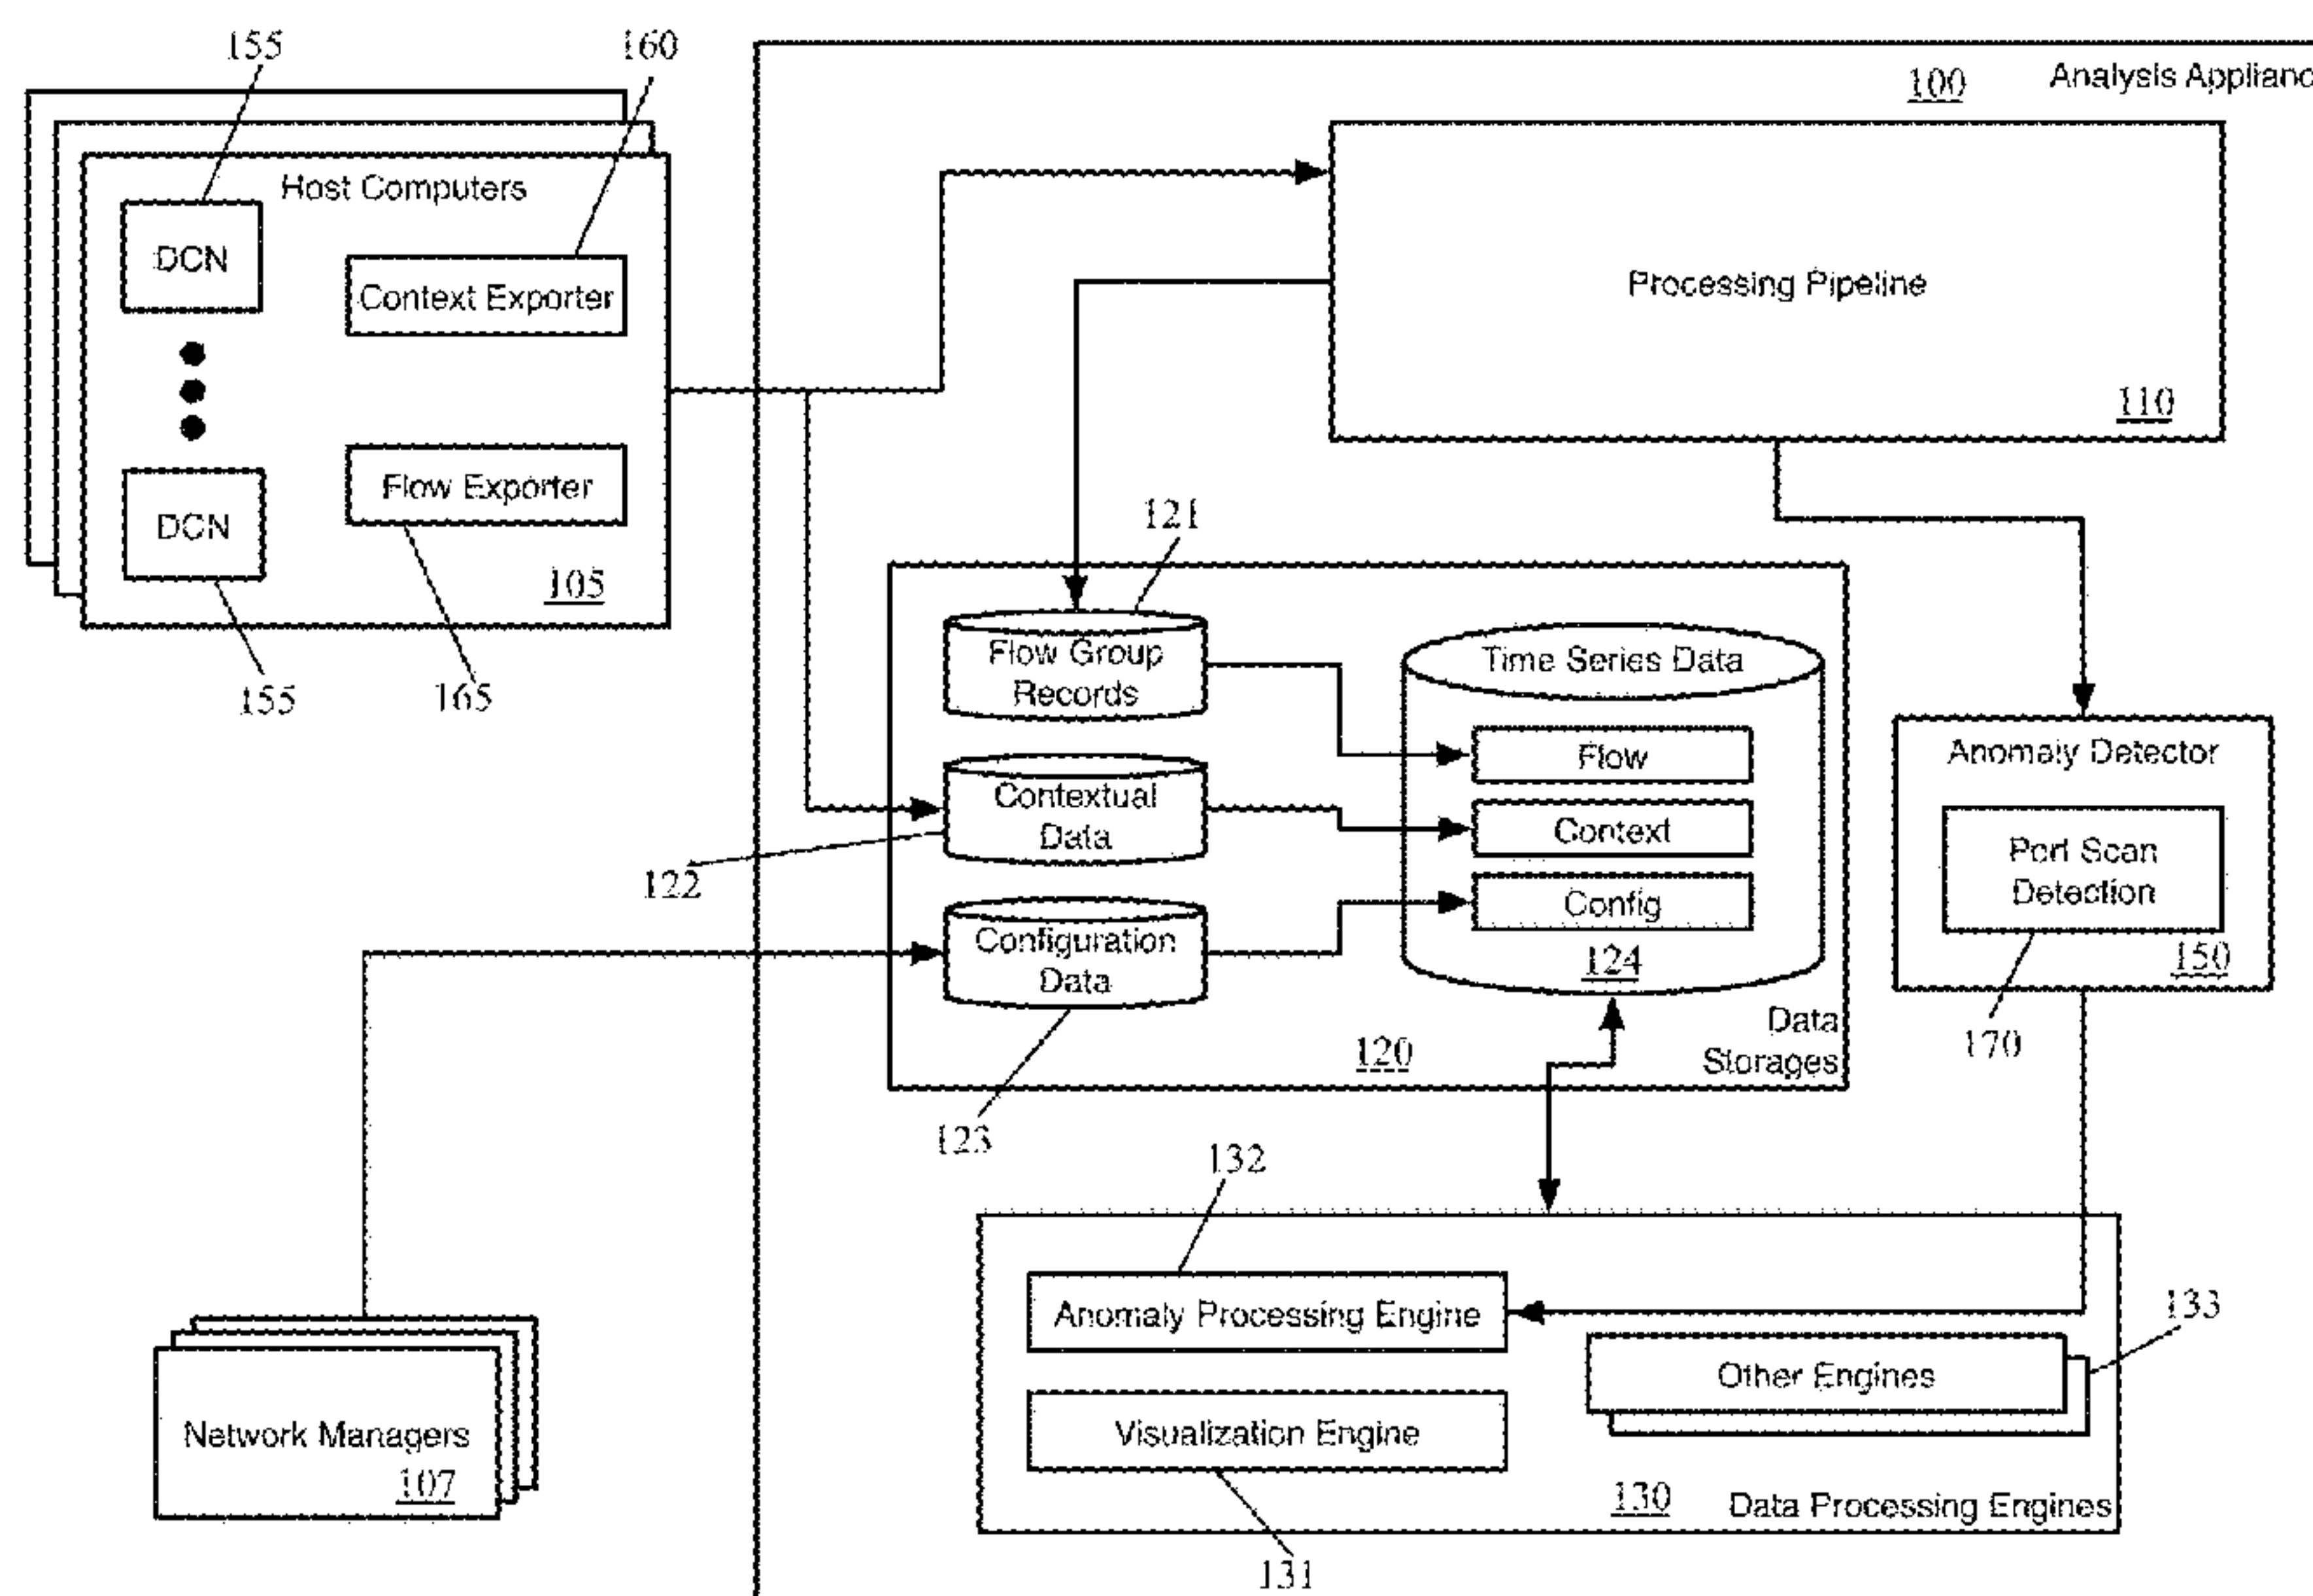 155
160
100
Analysis Applianc
Host Computers
DCN
Context Exporter
Processing Pipeline
110
Flow Exporter
DCN
105
155
165
121
Flow Group
Records
Time Series Data
Flow
Contextual
Data
Context
122
Configuration
Data
Config
124
123
120
Data
Storages
Anomaly Detector
Port Scan
Detection
150
170
132
Anomaly Processing Engine
133
Other Engines
Visualization Engine
131
130
Data Processing Engines
Network Managers
107